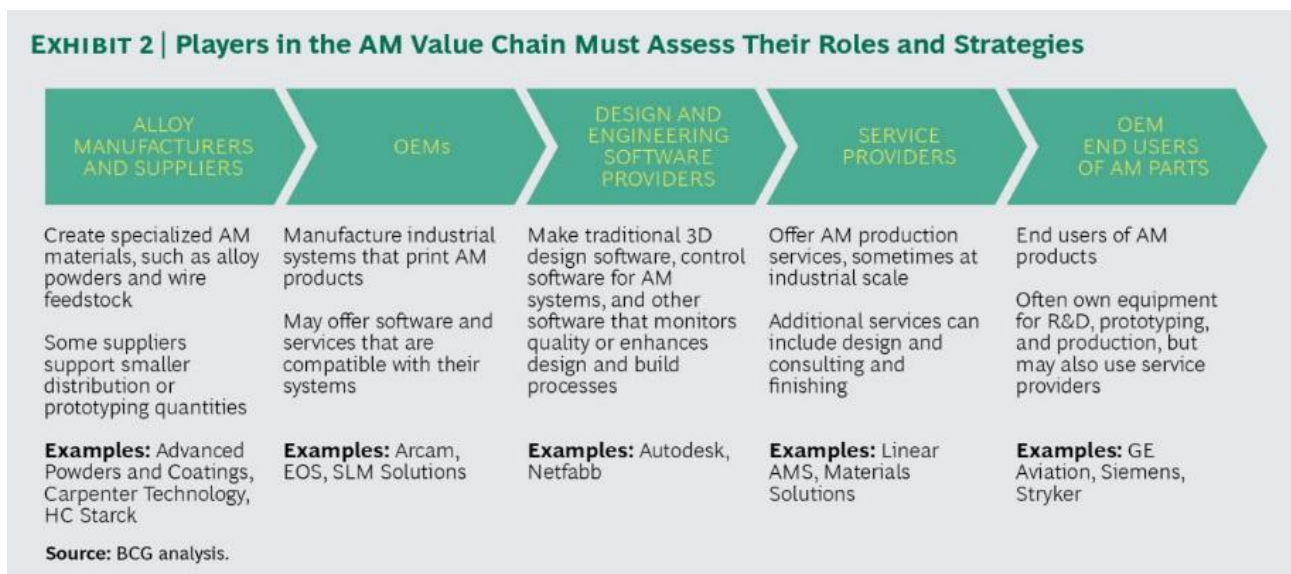 EXHIBIT 2 | Players in the AM Value Chain Must Assess Their Roles and Strategies
ALLOY
MANUFACTURERS
AND SUPPLIERS
OEMs
DESIGN AND
ENGINEERING
SOFTWARE
PROVIDERS
SERVICE
PROVIDERS
OEM
END USERS
OF AM PARTS
Create specialized AM
materials, such as alloy
powders and wire
feedstock
Some suppliers
support smaller
distribution or
prototyping quantities
Examples: Advanced
Powders and Coatings,
Carpenter Technology,
HC Starck
Manufacture industrial
systems that print AM
products
May offer software and
services that are
compatible with their
systems
Examples: Arcam,
EOS, SLM Solutions
Make traditional 3D
design software, control
software for AM
systems, and other
software that monitors
quality or enhances
design and build
processes
Examples: Autodesk,
Netfabb
Offer AM production
services, sometimes at
industrial scale
Additional services can
include design and
consulting and
finishing
Examples: Linear
AMS, Materials
Solutions
End users of AM
products
Often own equipment
for R&D, prototyping,
and production, but
may also use service
providers
Examples: GE
Aviation, Siemens,
Stryker
Source: BCG analysis.